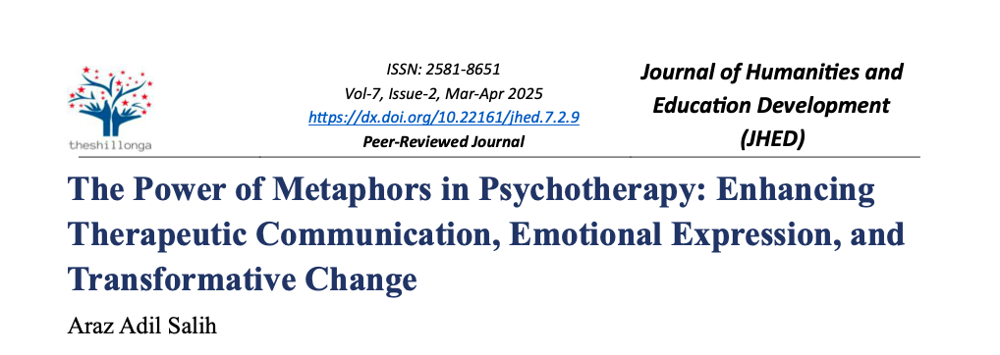 theshillonga
ISSN: 2581-8651
Vol-7, Issue-2, Mar-Apr 2025
https://dx.doi.org/10.22161/jhed.7.2.9
Peer-Reviewed Journal
Journal of Humanities and
Education Development
(JHED)
The Power of Metaphors in Psychotherapy: Enhancing
Therapeutic Communication, Emotional Expression, and
Transformative Change
Araz Adil Salih